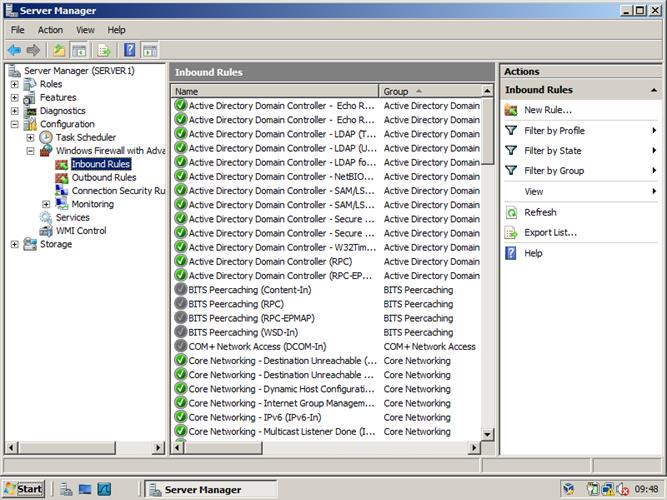 Server Manager
File Action View Help
Server Manager (SERVER1)
Roles
Features
Diagnostics
Configuration
Task Scheduler
Windows Firewall with Adva
Inbound Rules
Outbound Rules
Connection Security Ru
Monitoring
Services
WMI Control
Storage
Inbound Rules
Name Group
Active Directory Domain Controller - Echo R... Active Directory Domain
Active Directory Domain Controller - Echo R... Active Directory Domain
Active Directory Domain Controller - LDAP (T... Active Directory Domain
Active Directory Domain Controller - LDAP (U... Active Directory Domain
Active Directory Domain Controller - LDAP fo... Active Directory Domain
Active Directory Domain Controller - NetBIO... Active Directory Domain
Active Directory Domain Controller - SAM/LS... Active Directory Domain
Active Directory Domain Controller - SAM/LS... Active Directory Domain
Active Directory Domain Controller - Secure ... Active Directory Domain
Active Directory Domain Controller - Secure ... Active Directory Domain
Active Directory Domain Controller - W32Tim... Active Directory Domain
Active Directory Domain Controller (RPC) Active Directory Domain
Active Directory Domain Controller (RPC-EP... Active Directory Domain
BITS Peercaching (Content-In) BITS Peercaching
BITS Peercaching (RPC) BITS Peercaching
BITS Peercaching (RPC-EPMAP) BITS Peercaching
BITS Peercaching (WSD-In) BITS Peercaching
COM+ Network Access (DCOM-In) COM+ Network Access
Core Networking - Destination Unreachable (... Core Networking
Core Networking - Destination Unreachable ... Core Networking
Core Networking - Dynamic Host Configurati... Core Networking
Core Networking - Internet Group Managem... Core Networking
Core Networking - IPv6 (IPv6-In) Core Networking
Core Networking - Multicast Listener Done (I... Core Networking
Actions
Inbound Rules
New Rule...
Filter by Profile
Filter by State
Filter by Group
View
Refresh
Export List...
Help
Start
Server Manager
09:48